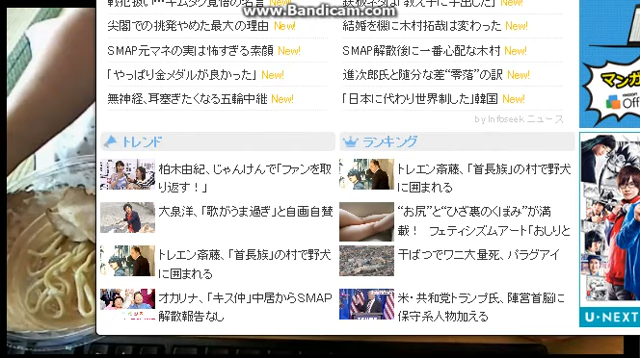 www.Bandicam.com
尖閣での挑発やめた最大の理由 New!
結婚を機に木村拓哉は変わった New!
SMAP元マネの実は怖すぎる素顔 New!
SMAP解散後に一番心配な木村 New!
「やっぱり金メダルが良かった」 New!
進次郎氏と随分な差“零落”の訳 New!
無神経、耳塞ぎたくなる五輪中継 New!
「日本に代わり世界制した」韓国 New!
by Infoseek ニュース
トレンド
柏木由紀、じゃんけんで「ファンを取
り返す！」
大泉洋、「歌がうま過ぎ」と自画自賛
トレエン斎藤、「首長族」の村で野犬
に囲まれる
オカリナ、「キス仲」中居からSMAP
解散報告なし
ランキング
トレエン斎藤、「首長族」の村で野犬
に囲まれる
“お尻”と“ひざ裏のくぼみ”が満
載！　フェティシズムアート「おしりと
干ばつでワニ大量死、パラグアイ
米・共和党トランプ氏、陣営首脳に
保守系人物加える
マンガ
Off
U-NEXT